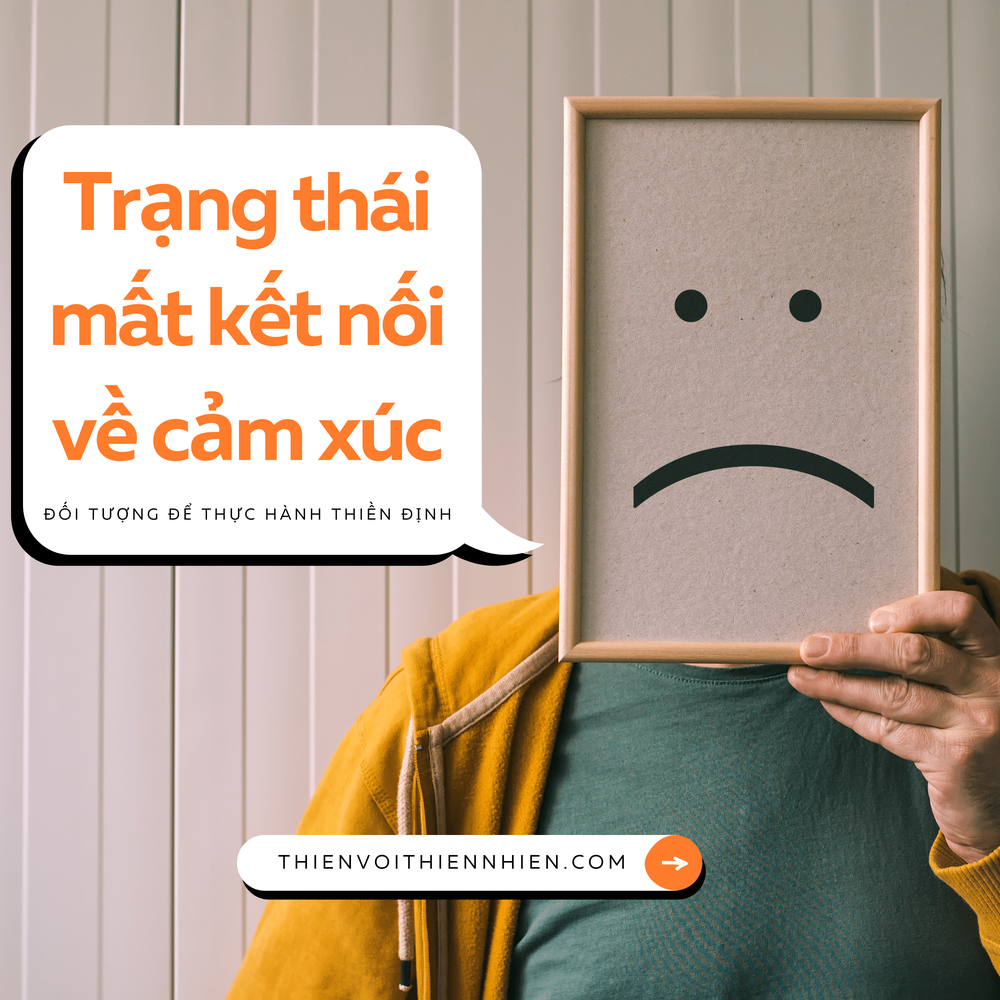 Trạng thái
mất kết nối
về cảm xúc
ĐỐI TƯỢNG ĐỂ THỰC HÀNH THIỀN ĐỊNH
THIENVOITHIENNHIEN.COM